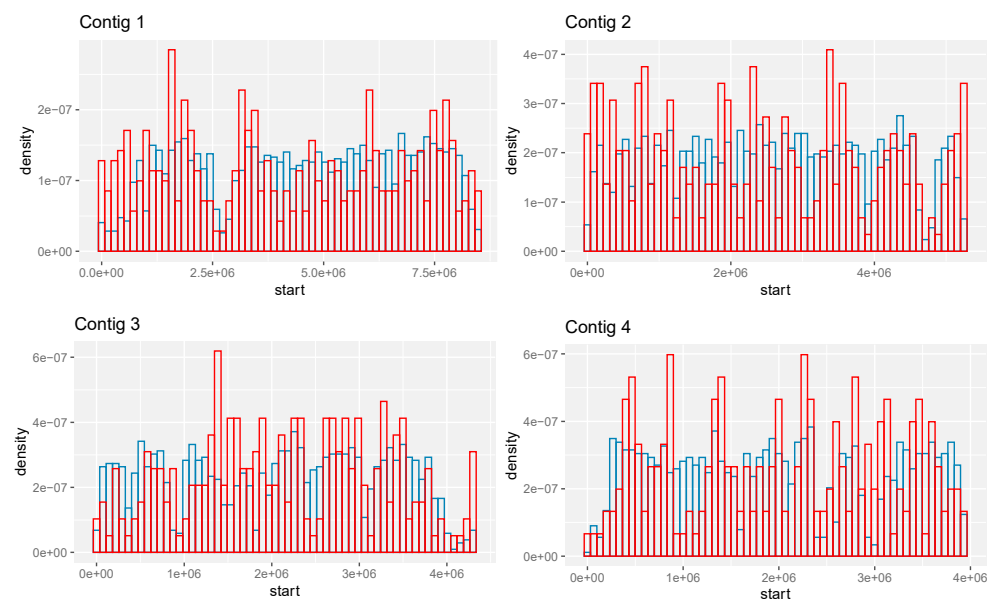 Contig 1
density
2e−07
1e−07
0e+00
0.0e+00 2.5e+06 5.0e+06 7.5e+06
start
Contig 2
density
4e−07
3e−07
2e−07
1e−07
0e+00
0e+00 2e+06 4e+06
start
Contig 3
density
6e−07
4e−07
2e−07
0e+00
0e+00 1e+06 2e+06 3e+06 4e+06
start
Contig 4
density
6e−07
4e−07
2e−07
0e+00
0e+00 1e+06 2e+06 3e+06 4e+06
start